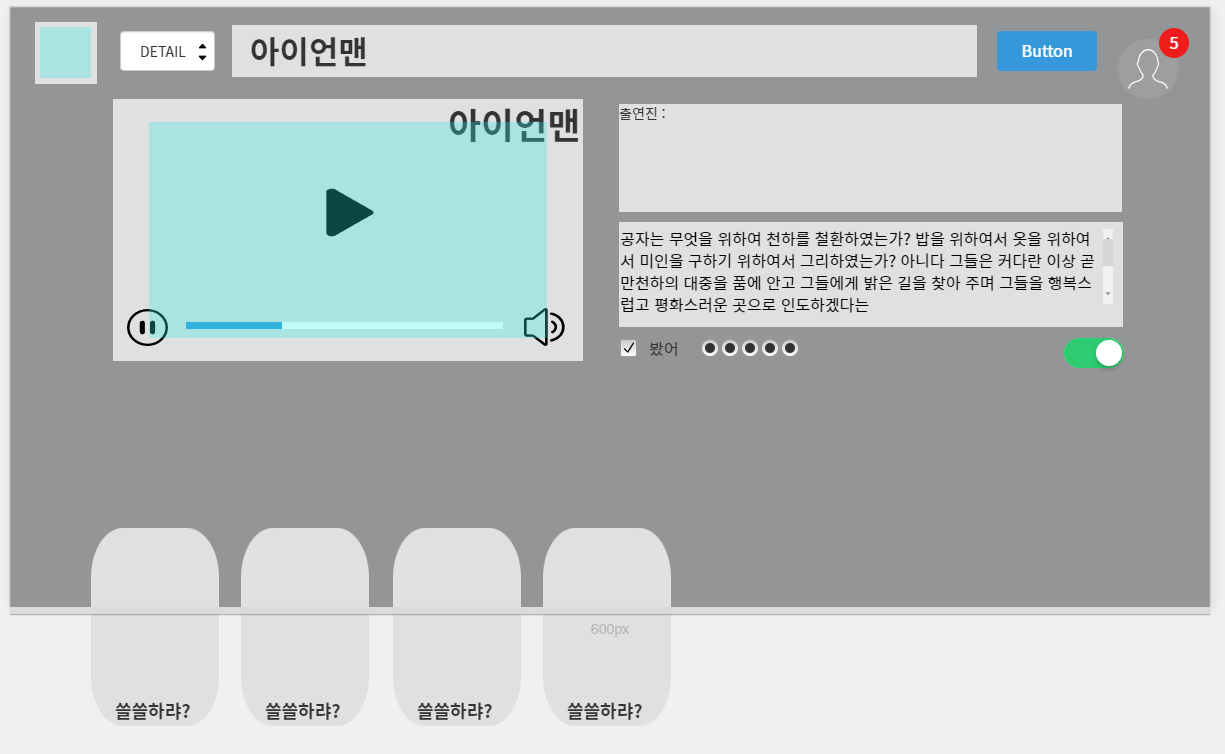 DETAIL
아이언맨
Button
5
아이언맨
출연진 :
공자는 무엇을 위하여 천하를 철환하였는가? 밥을 위하여서 옷을 위하여
서 미인을 구하기 위하여서 그리하였는가? 아니다 그들은 커다란 이상 곧
만천하의 대중을 품에 안고 그들에게 밝은 길을 찾아 주며 그들을 행복스
럽고 평화스러운 곳으로 인도하겠다는
봤어
600px
쓸쓸하랴?
쓸쓸하랴?
쓸쓸하랴?
쓸쓸하랴?